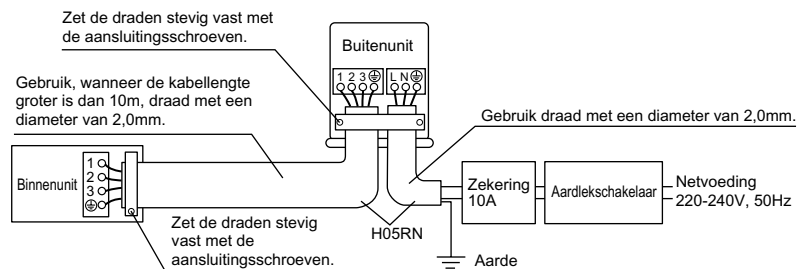 Zet de draden stevig vast met
de aansluitingsschroeven.
Buitenunit
1 2 3
L N
Gebruik, wanneer de kabellengte
groter is dan 10m, draad met een
diameter van 2,0mm.
Gebruik draad met een diameter van 2,0mm.
Binnenunit
1
2
3
Zekering
10A
Aardlekschakelaar
Netvoeding
220-240V, 50Hz
Zet de draden stevig
vast met de
aansluitingsschroeven.
H05RN
Aarde